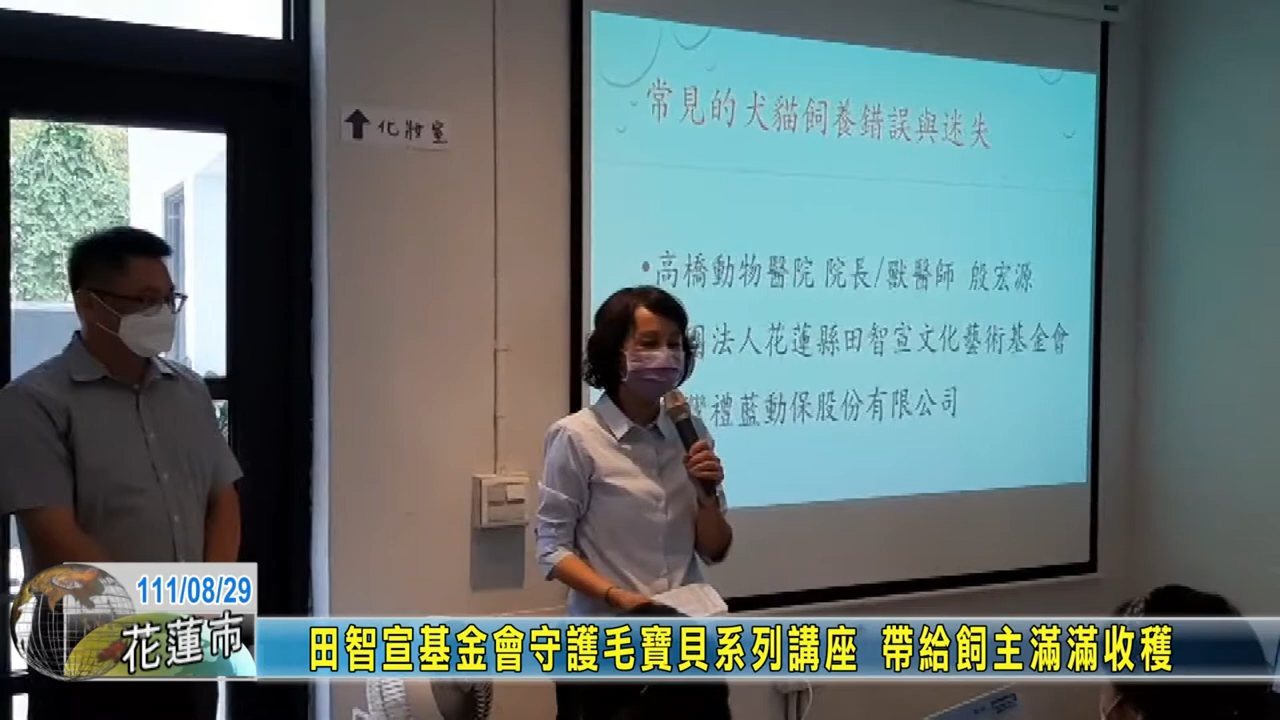 常見的犬貓飼養錯誤與迷失
化妝室
•高橋動物醫院 院長/獸醫師 殷宏源
法人花蓮縣田智宣文化藝術基金會
禮藍動保股份有限公司
111/08/29
花蓮市
田智宣基金會守護毛寶貝系列講座 帶給飼主滿滿收穫